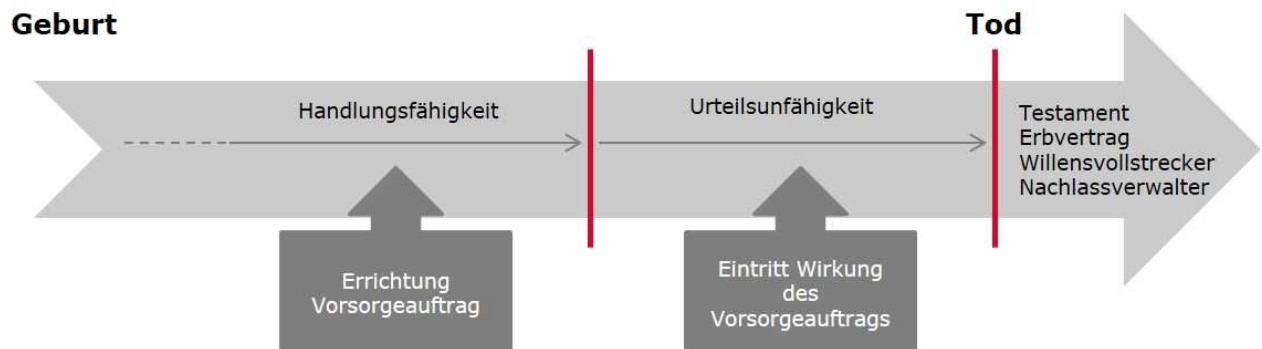 Geburt
Tod
Handlungsfähigkeit
Urteilsunfähigkeit
Testament
Erbvertrag
Willensvollstrecker
Nachlassverwalter
Errichtung
Vorsorgeauftrag
Eintritt Wirkung
des
Vorsorgeauftrags